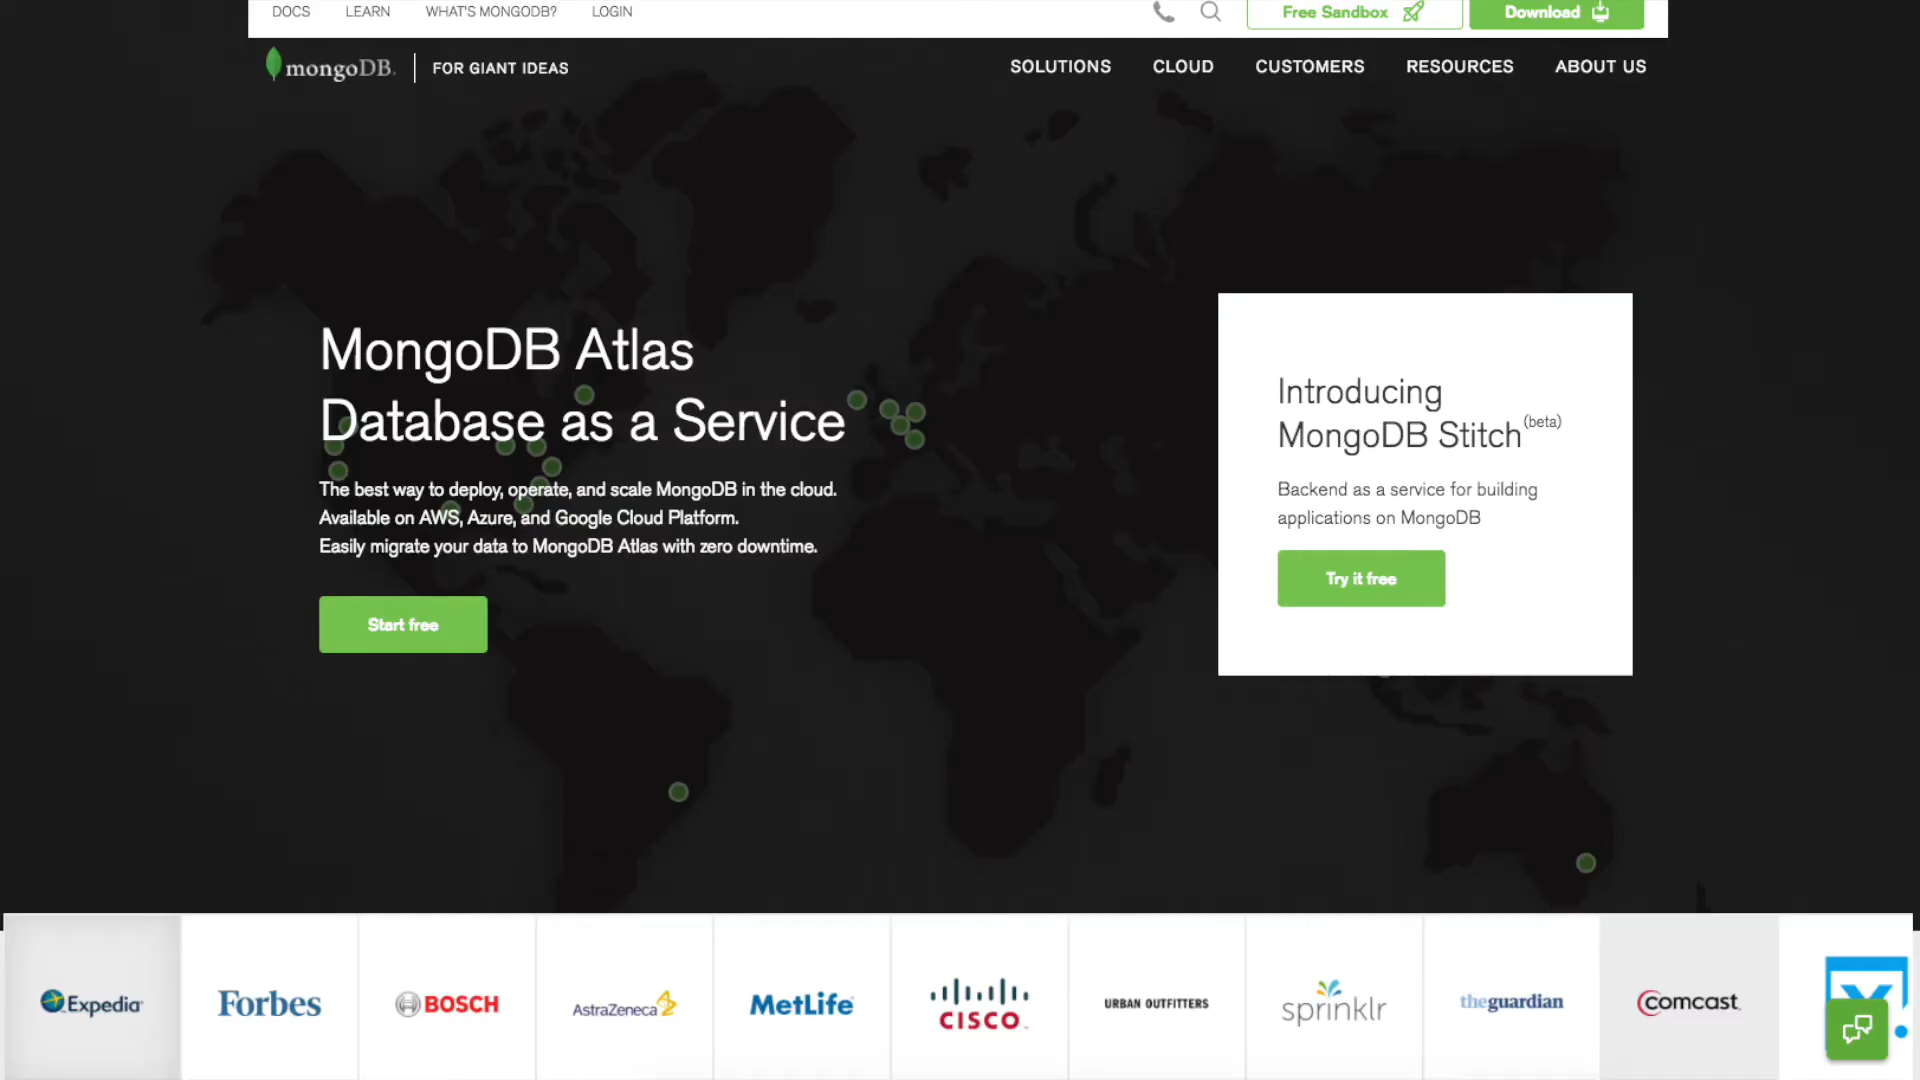 DOCS LEARN WHAT'S MONGODB? LOGIN Free Sandbox Download
mongoDB. FOR GIANT IDEAS SOLUTIONS CLOUD CUSTOMERS RESOURCES ABOUT US
MongoDB Atlas
Database as a Service
The best way to deploy, operate, and scale MongoDB in the cloud.
Available on AWS, Azure, and Google Cloud Platform.
Easily migrate your data to MongoDB Atlas with zero downtime.
Start free
Introducing
MongoDB Stitch (beta)
Backend as a service for building
applications on MongoDB
Try it free
Expedia Forbes BOSCH AstraZeneca MetLife CISCO URBAN OUTFITTERS sprinklr theguardian comcast